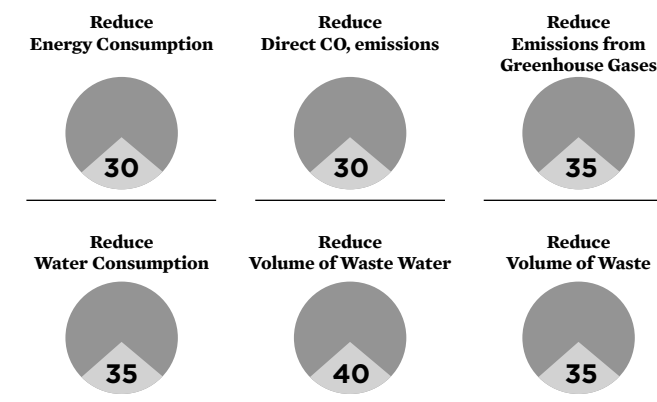 Reduce
Energy Consumption
30
Reduce
Direct CO₂ emissions
30
Reduce
Emissions from
Greenhouse Gases
35
Reduce
Water Consumption
35
Reduce
Volume of Waste Water
40
Reduce
Volume of Waste
35